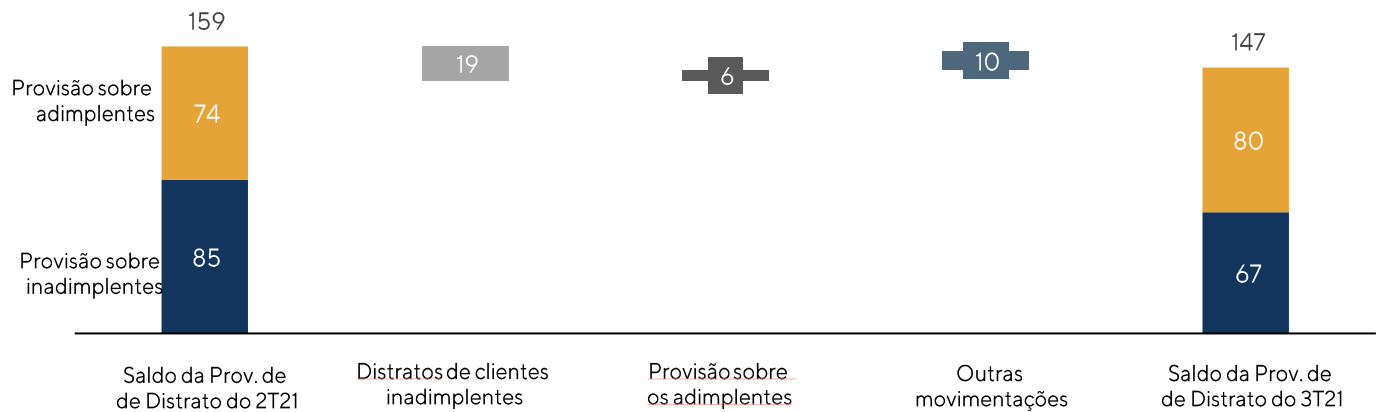 159
19
6
10
147
Provisão sobre
adimplentes
74
80
Provisão sobre
inadimplentes
85
67
Saldo da Prov. de
de Distrato do 2T21
Distratos de clientes
inadimplentes
Provisão sobre
os adimplentes
Outras
movimentações
Saldo da Prov. de
de Distrato do 3T21